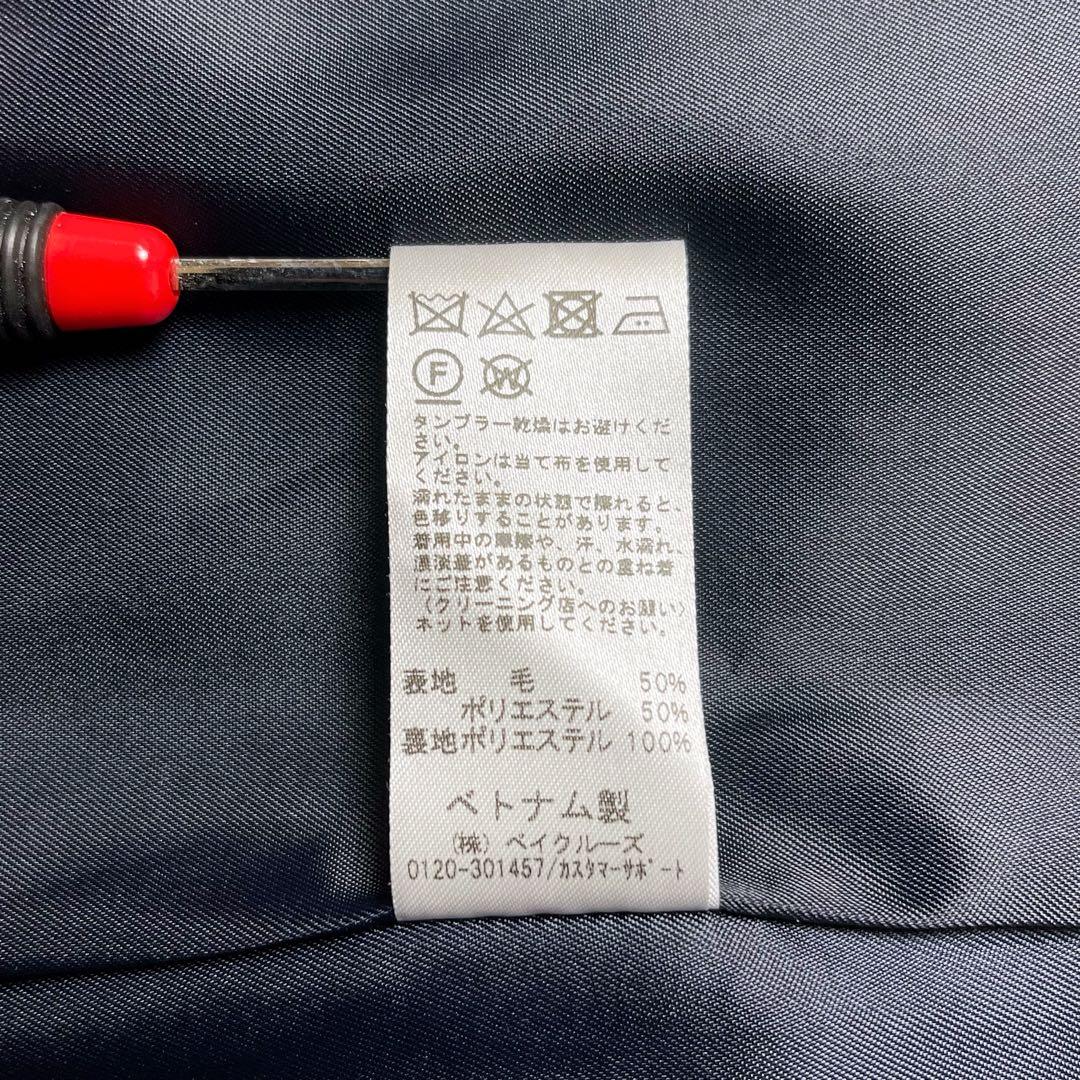 F W
タンブラー乾燥はお避けくだ
さい。
アイロンは当て布を使用して
ください。
濡れたままの状態で擦れると、
色移りすることがあります。
着用中の摩擦や、汗、水濡れ、
濃淡差があるものとの重ね着
にご注意ください。
(クリーニング店へのお願い)
ネットを使用してください。
表地 毛 50%
ポリエステル 50%
裏地ポリエステル 100%
ベトナム製
(株) ベイクルーズ
0120-301457/カスタマーサポート